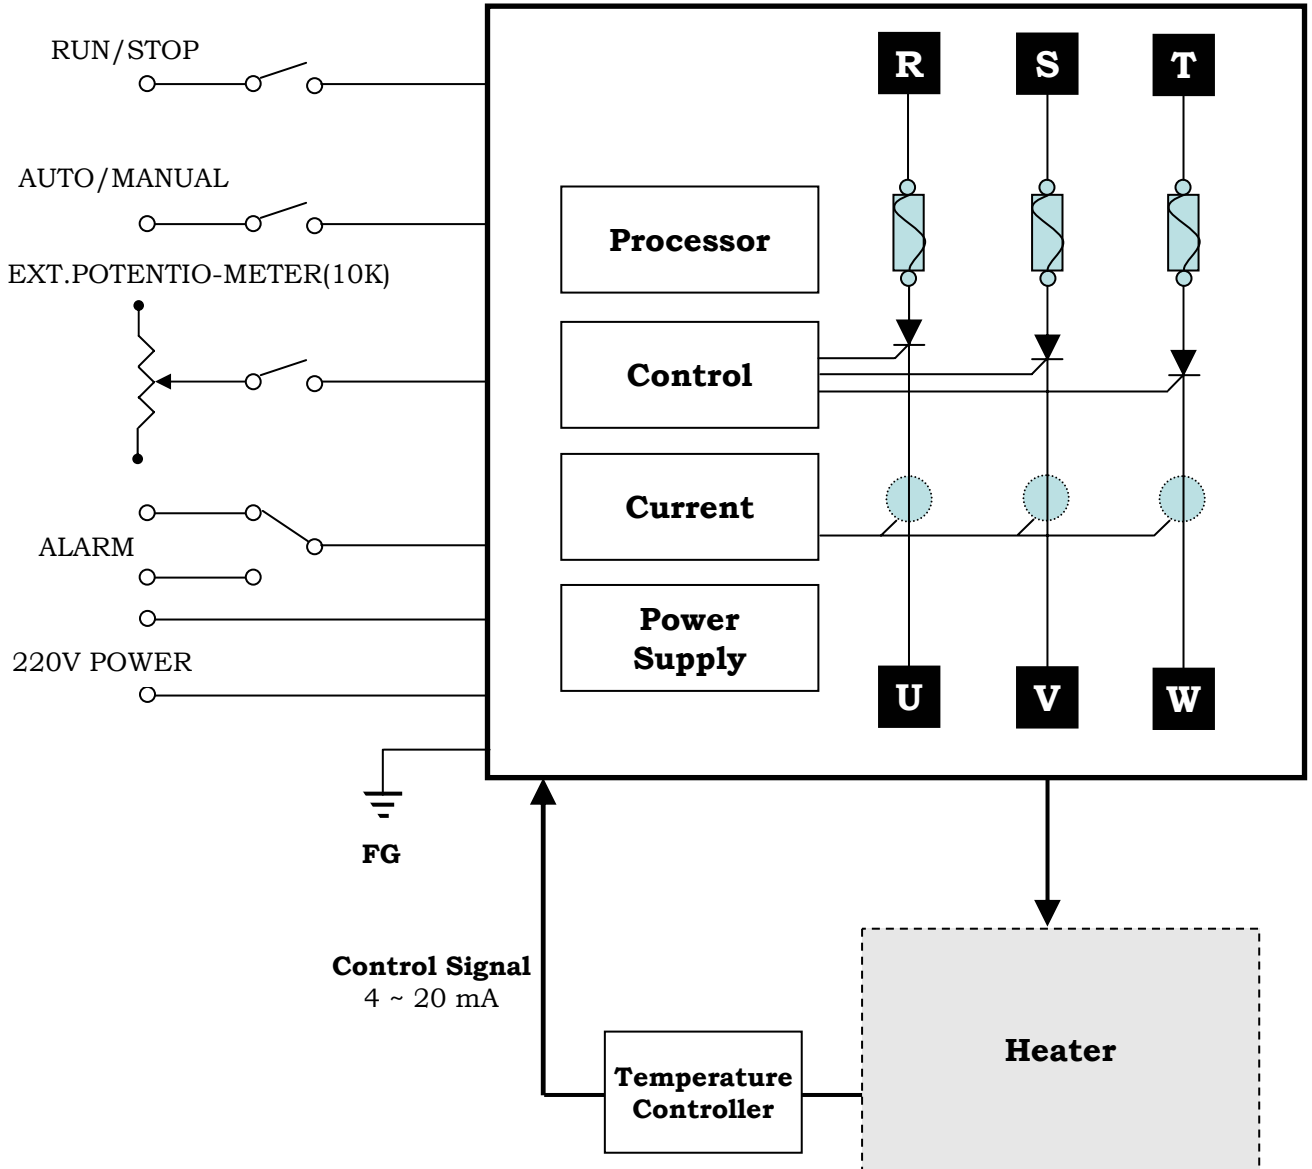 RUN/STOP
R S T
AUTO/MANUAL
Processor
EXT.POTENTIO-METER(10K)
Control
Current
ALARM
Power
Supply
220V POWER
U V W
FG
Control Signal
4 ~ 20 mA
Heater
Temperature
Controller